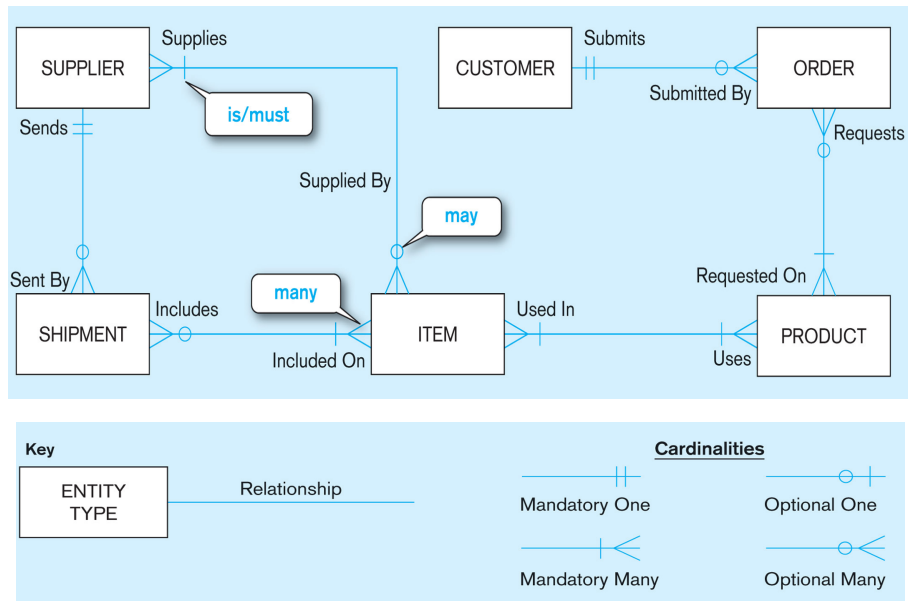 Supplies
Submits
SUPPLIER
CUSTOMER
ORDER
Submitted By
is/must
Sends
Requests
Supplied By
may
Sent By
many
Requested On
Includes
Used In
SHIPMENT
ITEM
PRODUCT
Included On
Uses
Key
ENTITY
TYPE
Relationship
Cardinalities
Mandatory One
Optional One
Mandatory Many
Optional Many